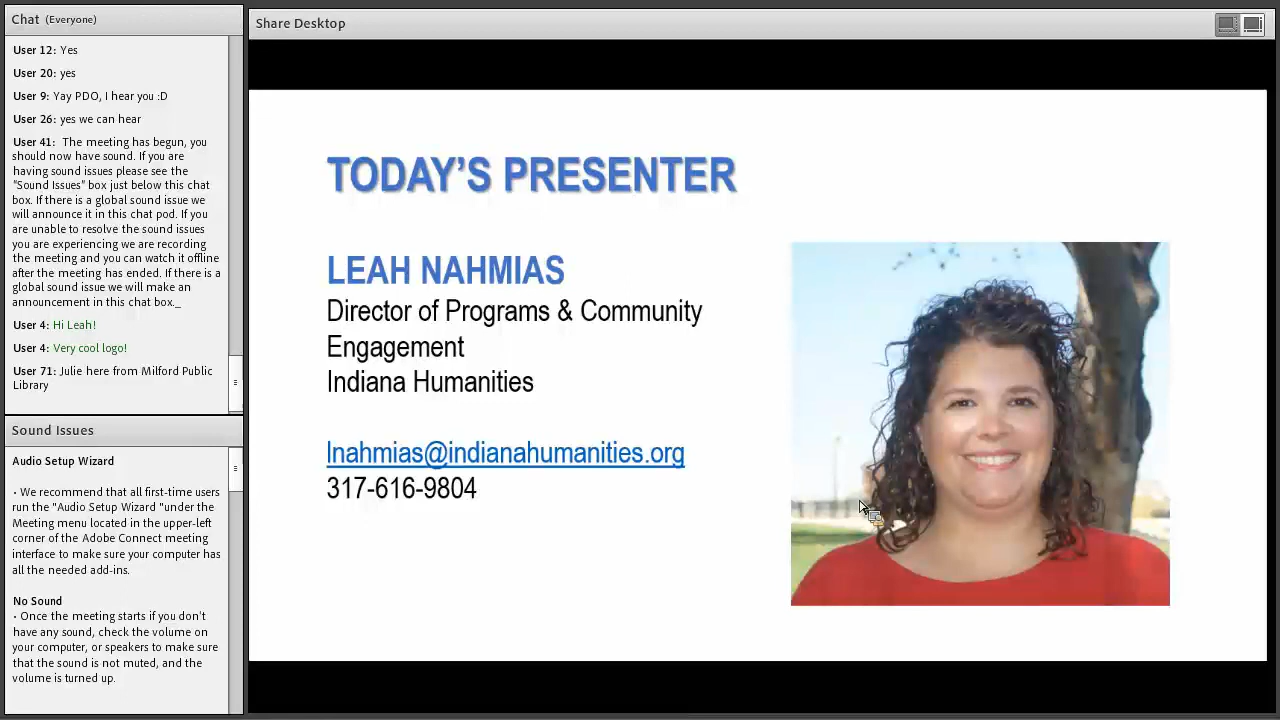 Chat (Everyone)
User 12: Yes
User 20: yes
User 9: Yay PDO, I hear you :D
User 26: yes we can hear
User 41: The meeting has begun, you
should now have sound. If you are
having sound issues please see the
"Sound Issues" box just below this chat
box. If there is a global sound issue we
will announce it in this chat pod. If you
are unable to resolve the sound issues
you are experiencing we are recording
the meeting and you can watch it offline
after the meeting has ended. If there is a
global sound issue we will make an
announcement in this chat box._
User 4: Hi Leah!
User 4: Very cool logo!
User 71: Julie here from Milford Public
Library
Sound Issues
Audio Setup Wizard
• We recommend that all first-time users
run the "Audio Setup Wizard "under the
Meeting menu located in the upper-left
corner of the Adobe Connect meeting
interface to make sure your computer has
all the needed add-ins.
No Sound
• Once the meeting starts if you don't
have any sound, check the volume on
your computer, or speakers to make sure
that the sound is not muted, and the
volume is turned up.
Share Desktop
TODAY'S PRESENTER
LEAH NAHMIAS
Director of Programs & Community
Engagement
Indiana Humanities
lnahmias@indianahumanities.org
317-616-9804